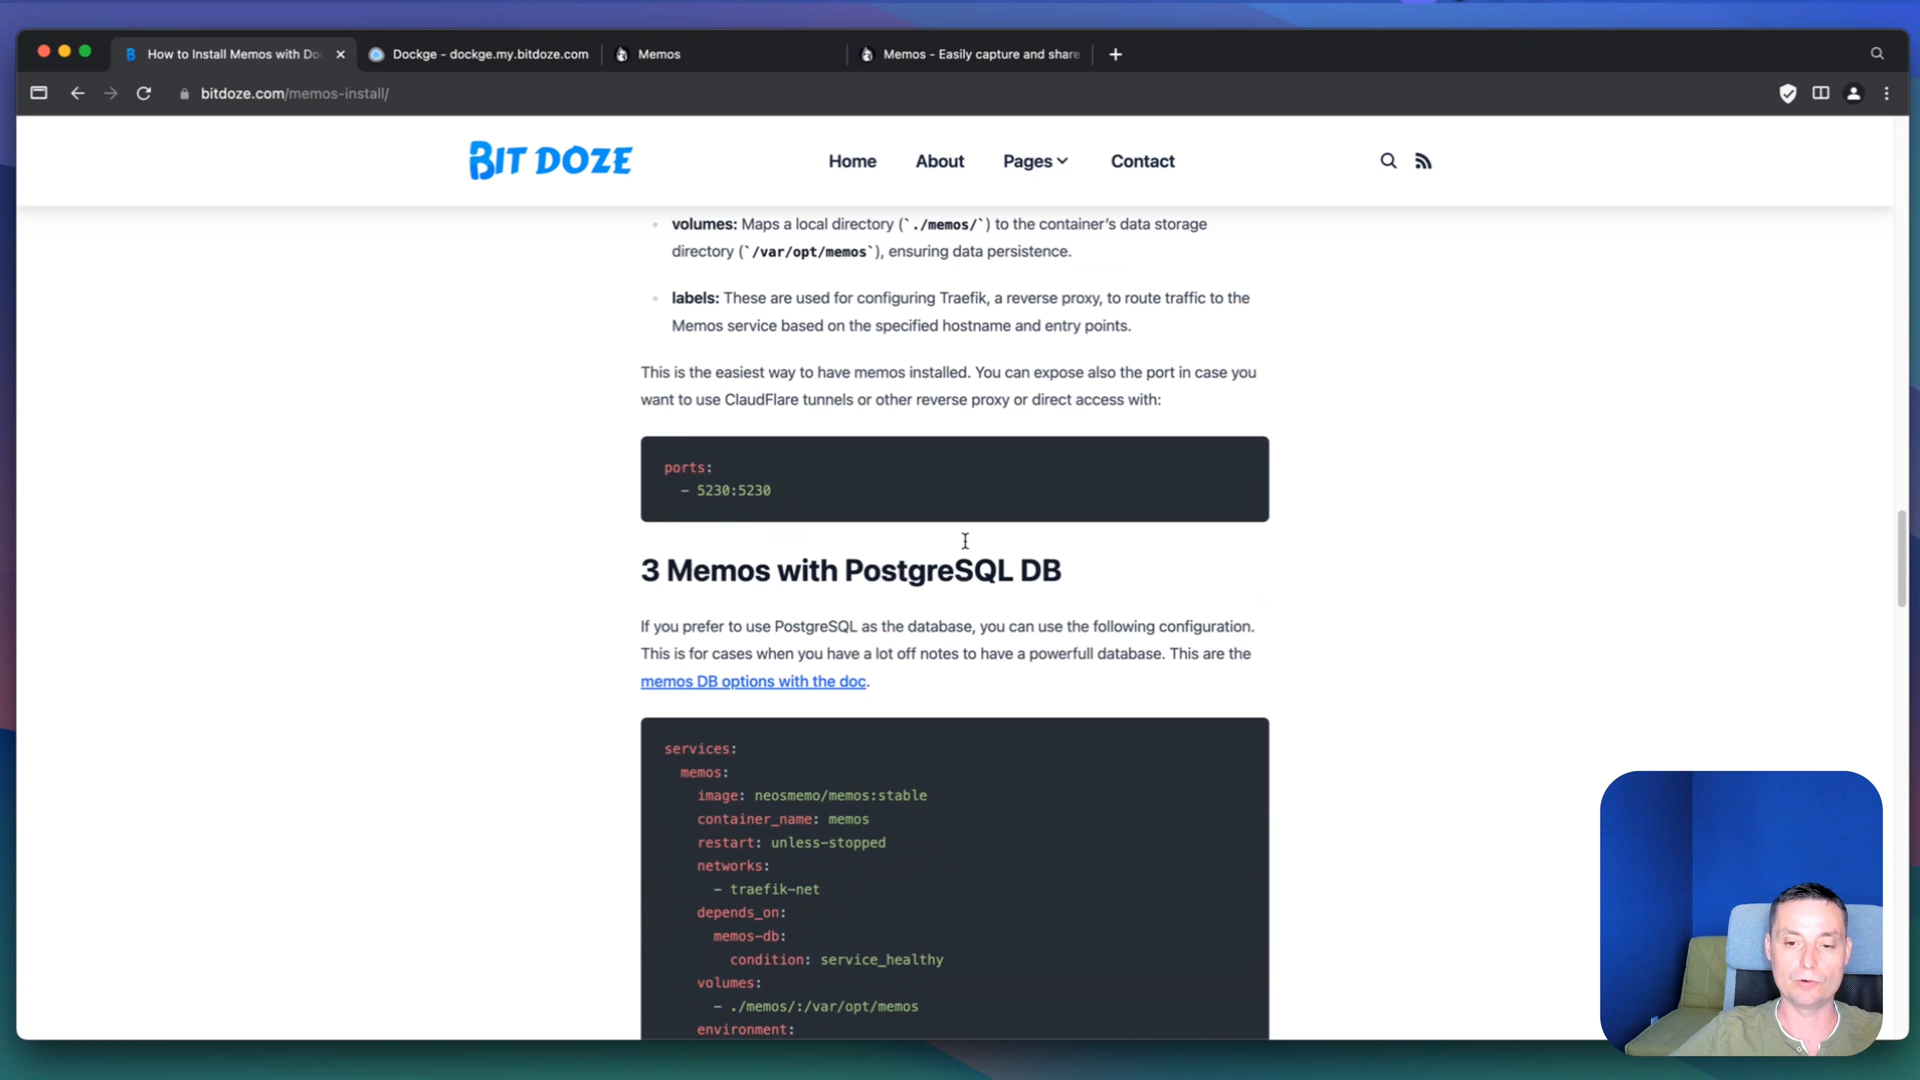 How to Install Memos with Do
Dockge - dockge.my.bitdoze.com
Memos
Memos - Easily capture and share
bitdoze.com/memos-install/
BIT DOZE
Home
About
Pages
Contact
volumes: Maps a local directory (`./memos/`) to the container's data storage
directory (`/var/opt/memos`), ensuring data persistence.
labels: These are used for configuring Traefik, a reverse proxy, to route traffic to the
Memos service based on the specified hostname and entry points.
This is the easiest way to have memos installed. You can expose also the port in case you
want to use ClaudFlare tunnels or other reverse proxy or direct access with:
ports:
- 5230:5230
3 Memos with PostgreSQL DB
If you prefer to use PostgreSQL as the database, you can use the following configuration.
This is for cases when you have a lot off notes to have a powerfull database. This are the
memos DB options with the doc.
services:
memos:
image: neosmemo/memos:stable
container_name: memos
restart: unless-stopped
networks:
- traefik-net
depends_on:
memos-db:
condition: service_healthy
volumes:
- ./memos/:/var/opt/memos
environment: